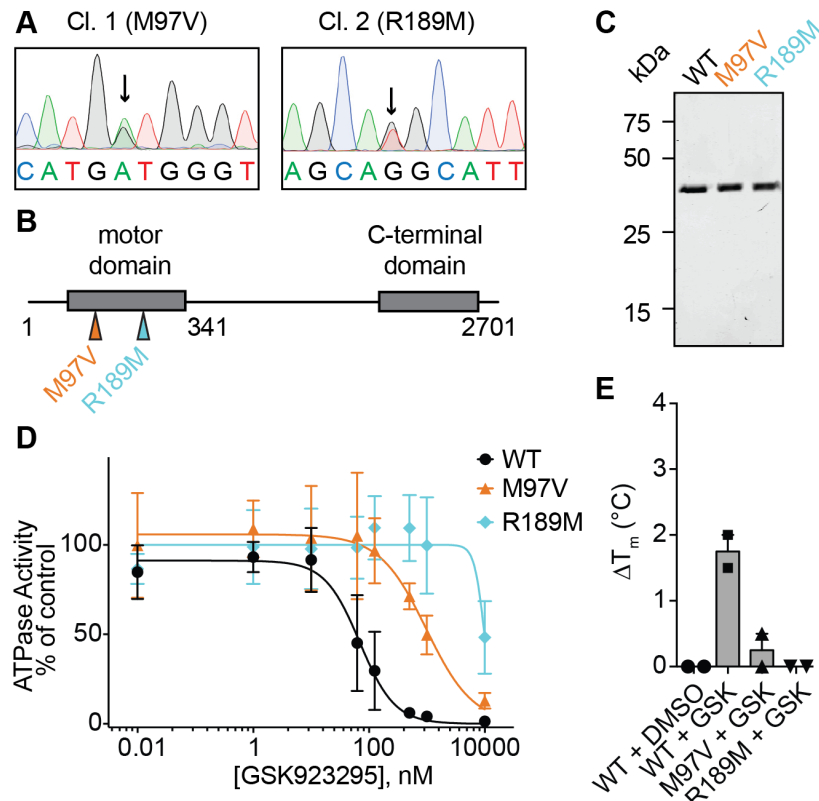 A
Cl. 1 (M97V)
Cl. 2 (R189M)
CATGATGGGT
AGCAGGCATT
B
motor
domain
C-terminal
domain
1
341
2701
M97V
R189M
C
kDa
WT
M97V
R189M
75
50
25
15
D
WT
M97V
R189M
ATPase Activity
% of control
100
50
0
0.01
1
100
10000
[GSK923295], nM
E
ΔTm (°C)
4
3
2
1
0
WT + DMSO
WT + GSK
M97V + GSK
R189M + GSK